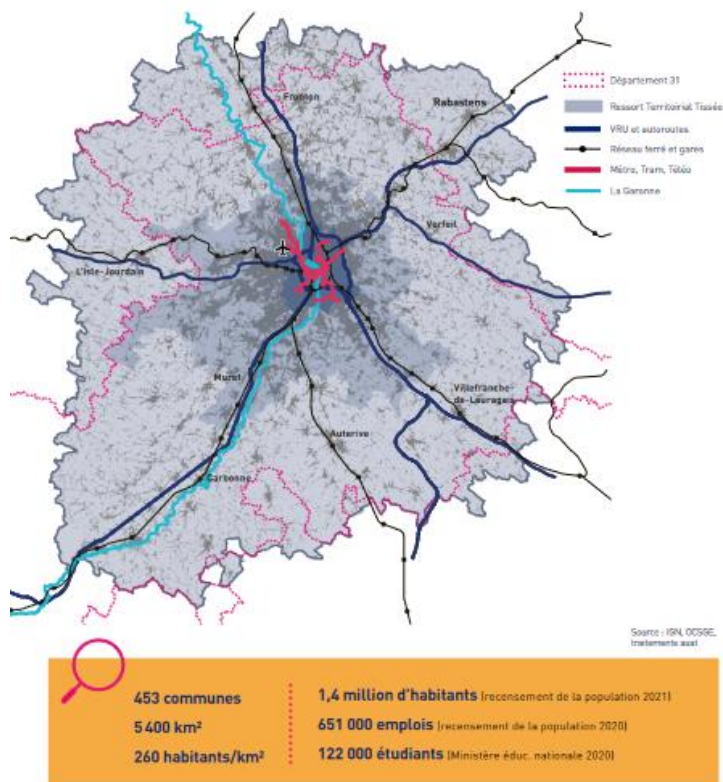 Fronton
Rabastens
Verfeil
L'Isle-Jourdain
Muret
Villefranche-
de-Lauragais
Auterive
Carbonne
Département 31
Ressort Territoirial Tisséo
VRU et autoroutes
Réseau ferré et gares
Métro, Tram, Téléo
La Garonne
Source : IGN, OCSGE,
traitements auat
453 communes
5 400 km²
260 habitants/km²
1,4 million d'habitants (recensement de la population 2021)
651 000 emplois (recensement de la population 2020)
122 000 étudiants (Ministère éduc. nationale 2020)